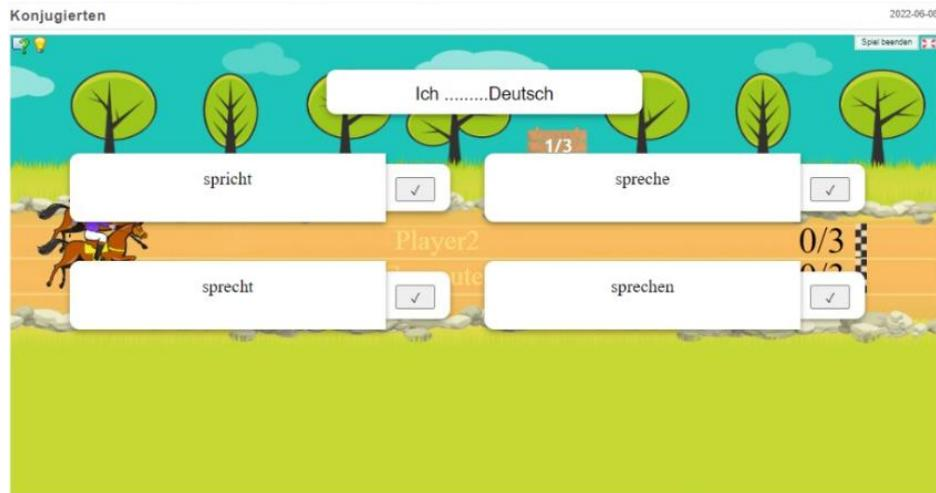 Konjugierten
2022-06-08
Spiel beenden
Ich .........Deutsch
1/3
spricht
spreche
Player2
0/3
sprecht
sprechen